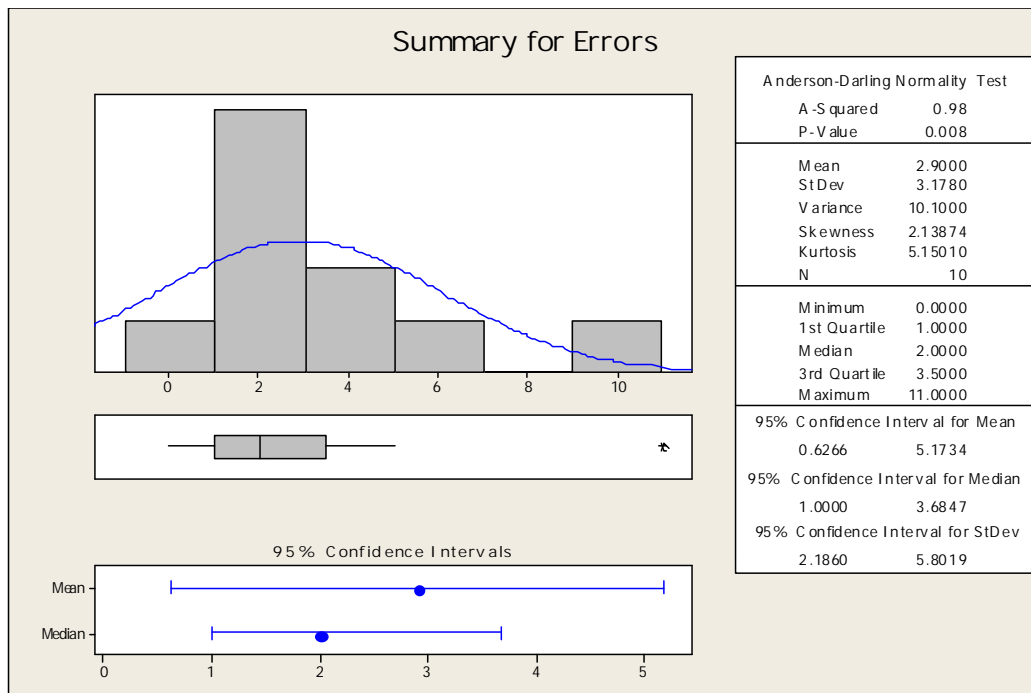 Summary for Errors
0 2 4 6 8 10
95% Confidence Intervals
Mean
Median
0 1 2 3 4 5
Anderson-Darling Normality Test
A-Squared 0.98
P-Value 0.008
Mean 2.9000
StDev 3.1780
Variance 10.1000
Skewness 2.13874
Kurtosis 5.15010
N 10
Minimum 0.0000
1st Quartile 1.0000
Median 2.0000
3rd Quartile 3.5000
Maximum 11.0000
95% Confidence Interval for Mean
0.6266 5.1734
95% Confidence Interval for Median
1.0000 3.6847
95% Confidence Interval for StDev
2.1860 5.8019